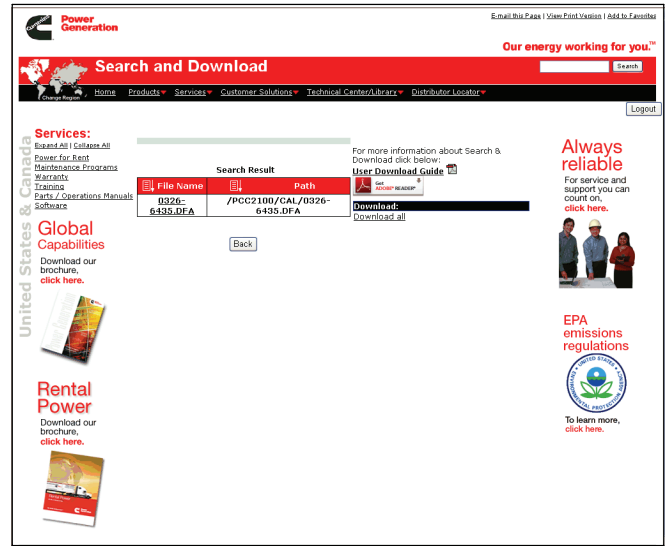 E-mail this Page | View Print Version | Add to Favorites
Power
Generation
Our energy working for you.™
Search and Download
Search
Change Region
Home Products Services Customer Solutions Technical Center/Library Distributor Locator
Logout
United States & Canada
Services:
Expand All | Collapse All
Power for Rent
Maintenance Programs
Warranty
Training
Parts / Operations Manuals
Software
Global
Capabilities
Download our
brochure,
click here.
Rental
Power
Download our
brochure,
click here.
Search Result
File Name Path
0326-
6435.DFA
/PCC2100/CAL/0326-
6435.DFA
Back
For more information about Search &
Download click below:
User Download Guide
Get
ADOBE® READER®
Download:
Download all
Always
reliable
For service and
support you can
count on,
click here.
EPA
emissions
regulations
UNITED STATES
ENVIRONMENTAL PROTECTION AGENCY
To learn more,
click here.